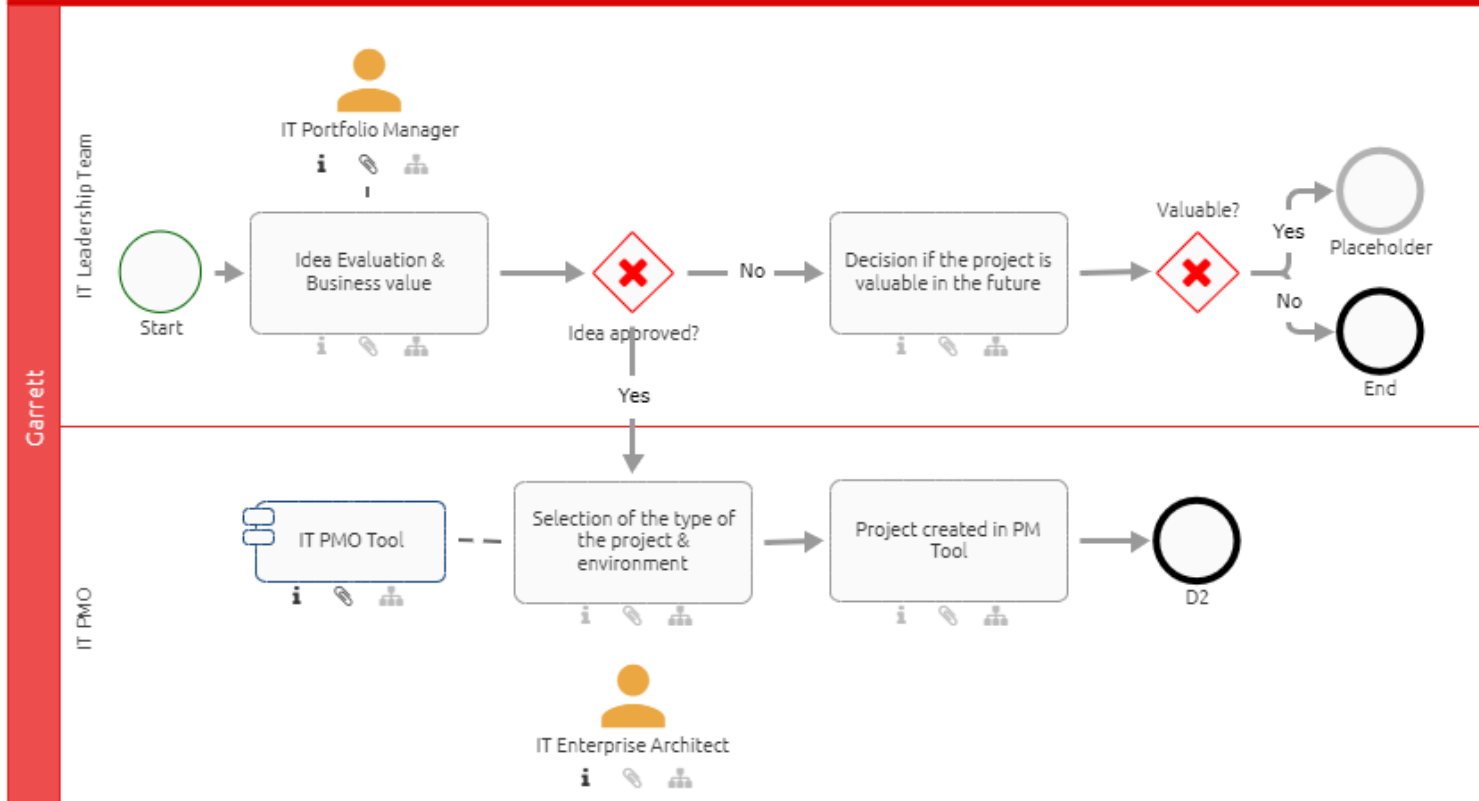 Garrett
IT Leadership Team
IT Portfolio Manager
Start
Idea Evaluation &
Business value
Idea approved?
No
Yes
Decision if the project is
valuable in the future
Valuable?
Yes
No
Placeholder
End
IT PMO
IT PMO Tool
Selection of the type of
the project &
environment
Project created in PM
Tool
D2
IT Enterprise Architect